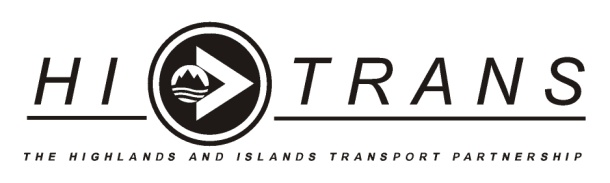 HI TRANS
THE HIGHLANDS AND ISLANDS TRANSPORT PARTNERSHIP